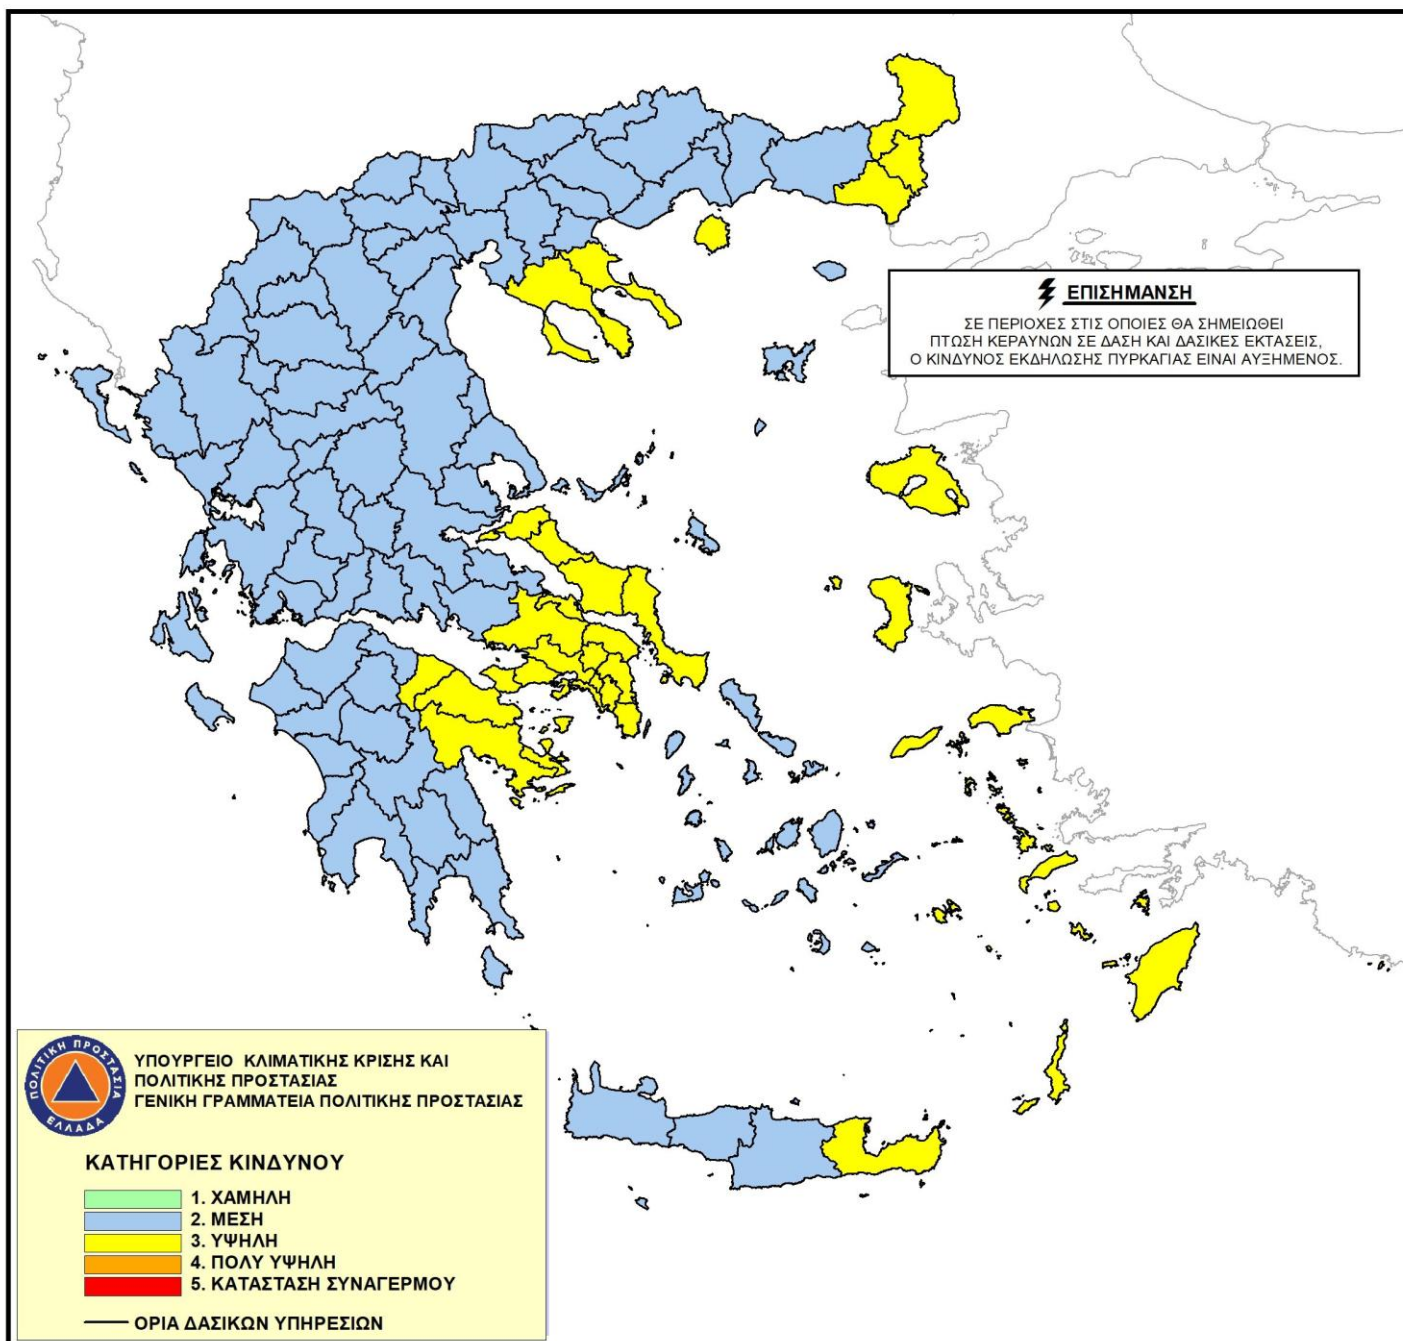 ΕΠΙΣΗΜΑΝΣΗ
ΣΕ ΠΕΡΙΟΧΕΣ ΣΤΙΣ ΟΠΟΙΕΣ ΘΑ ΣΗΜΕΙΩΘΕΙ
ΠΤΩΣΗ ΚΕΡΑΥΝΩΝ ΣΕ ΔΑΣΗ ΚΑΙ ΔΑΣΙΚΕΣ ΕΚΤΑΣΕΙΣ,
Ο ΚΙΝΔΥΝΟΣ ΕΚΔΗΛΩΣΗΣ ΠΥΡΚΑΓΙΑΣ ΕΙΝΑΙ ΑΥΞΗΜΕΝΟΣ.
ΠΟΛΙΤΙΚΗ ΠΡΟΣΤΑΣΙΑ
ΕΛΛΑΔΑ
ΥΠΟΥΡΓΕΙΟ ΚΛΙΜΑΤΙΚΗΣ ΚΡΙΣΗΣ ΚΑΙ
ΠΟΛΙΤΙΚΗΣ ΠΡΟΣΤΑΣΙΑΣ
ΓΕΝΙΚΗ ΓΡΑΜΜΑΤΕΙΑ ΠΟΛΙΤΙΚΗΣ ΠΡΟΣΤΑΣΙΑΣ
ΚΑΤΗΓΟΡΙΕΣ ΚΙΝΔΥΝΟΥ
1. ΧΑΜΗΛΗ
2. ΜΕΣΗ
3. ΥΨΗΛΗ
4. ΠΟΛΥ ΥΨΗΛΗ
5. ΚΑΤΑΣΤΑΣΗ ΣΥΝΑΓΕΡΜΟΥ
ΟΡΙΑ ΔΑΣΙΚΩΝ ΥΠΗΡΕΣΙΩΝ